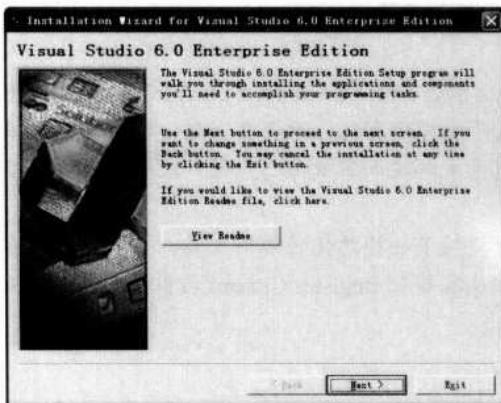 Installation Wizard for Visual Studio 6.0 Enterprise Edition
Visual Studio 6.0 Enterprise Edition
The Visual Studio 6.0 Enterprise Edition Setup program will
walk you through installing the applications and components
you'll need to accomplish your programming tasks.
Use the Next button to proceed to the next screen. If you
want to change something in a previous screen, click the
Back button. You may cancel the installation at any time
by clicking the Exit button.
If you would like to view the Visual Studio 6.0 Enterprise
Edition Readme file, click here.
View Readme
< Back
Next >
Exit